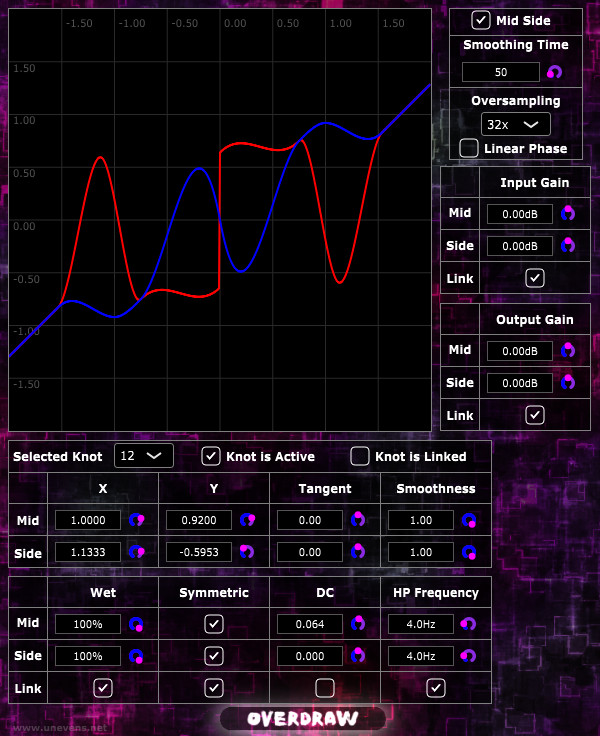 -1.50 -1.00 -0.50 0.00 0.50 1.00 1.50
1.50
1.00
0.50
0.00
-0.50
-1.00
-1.50
Mid Side
Smoothing Time
50
Oversampling
32x
Linear Phase
Input Gain
Mid 0.00dB
Side 0.00dB
Link
Output Gain
Mid 0.00dB
Side 0.00dB
Link
Selected Knot 12 Knot is Active Knot is Linked
X Y Tangent Smoothness
Mid 1.0000 0.9200 0.00 1.00
Side 1.1333 -0.5953 0.00 1.00
Wet Symmetric DC HP Frequency
Mid 100% 0.064 4.0Hz
Side 100% 0.000 4.0Hz
Link
OVERDRAW
www.unevens.net